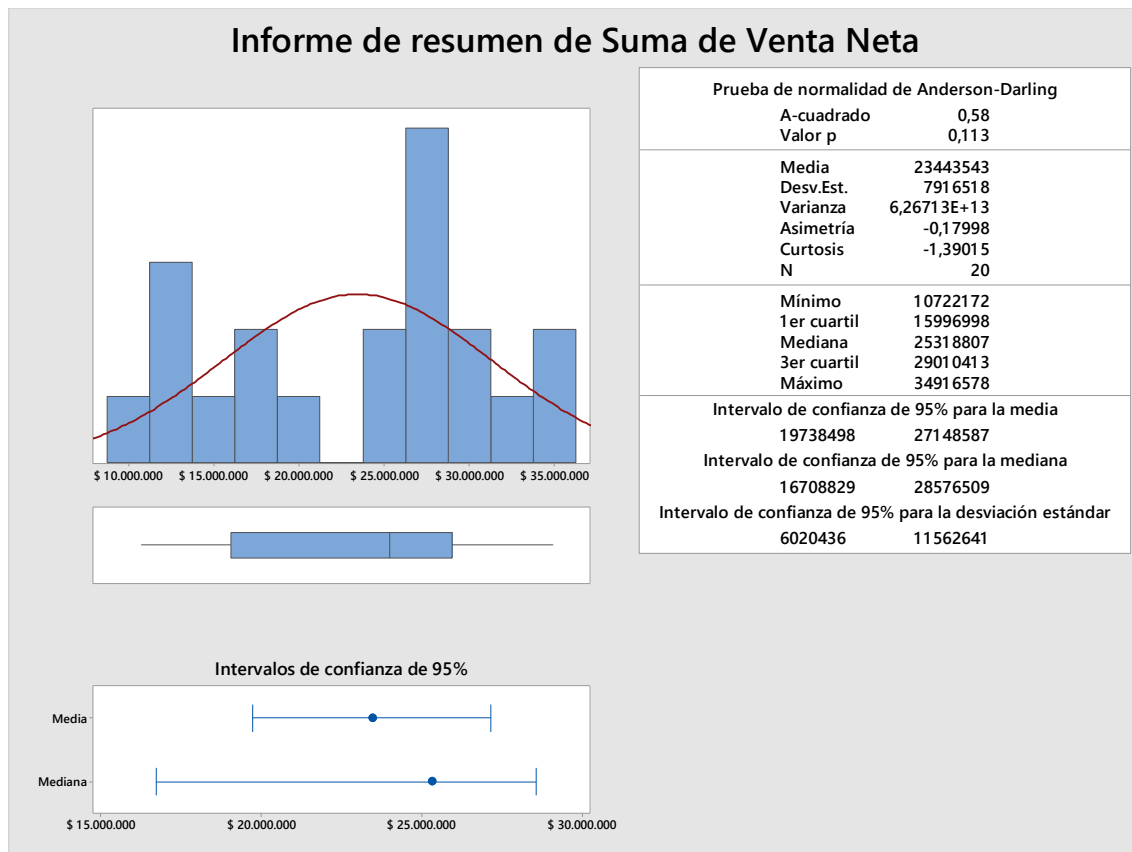 Informe de resumen de Suma de Venta Neta
$ 10.000.000 $ 15.000.000 $ 20.000.000 $ 25.000.000 $ 30.000.000 $ 35.000.000
Intervalos de confianza de 95%
Media
Mediana
$ 15.000.000 $ 20.000.000 $ 25.000.000 $ 30.000.000
Prueba de normalidad de Anderson-Darling
A-cuadrado 0,58
Valor p 0,113
Media 23443543
Desv.Est. 7916518
Varianza 6,26713E+13
Asimetría -0,17998
Curtosis -1,39015
N 20
Mínimo 10722172
1er cuartil 15996998
Mediana 25318807
3er cuartil 29010413
Máximo 34916578
Intervalo de confianza de 95% para la media
19738498 27148587
Intervalo de confianza de 95% para la mediana
16708829 28576509
Intervalo de confianza de 95% para la desviación estándar
6020436 11562641